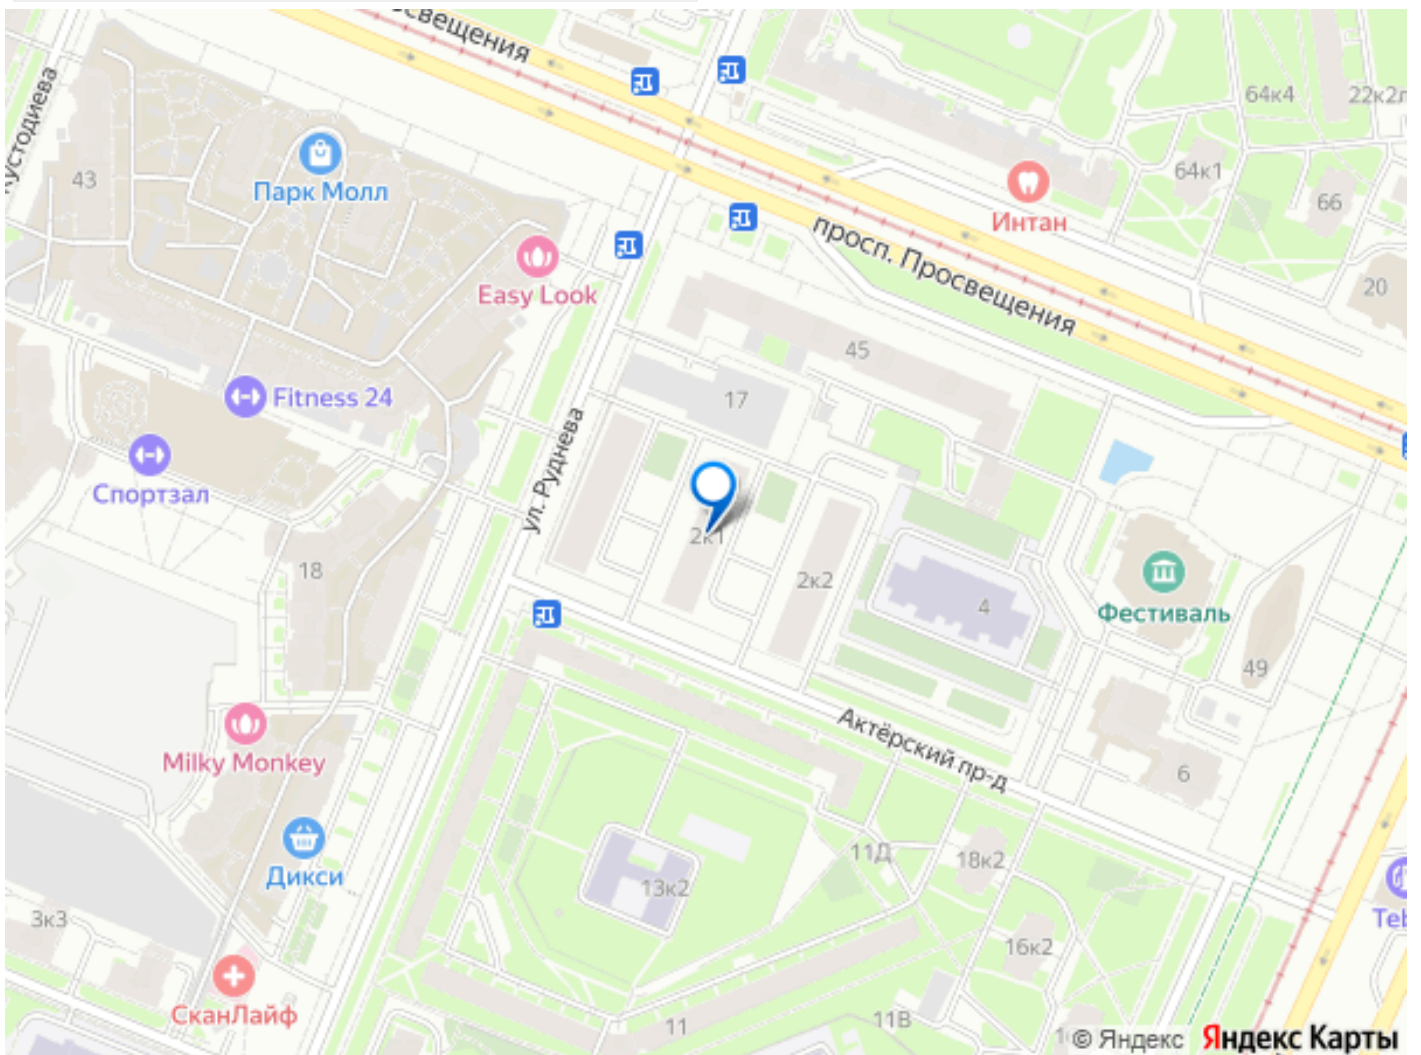 свещения
Кустодиева
64к4
22к2л
43
Парк Молл
64к1
Интан
66
просп. Просвещения
Easy Look
20
45
Fitness 24
17
ул. Руднева
Спортзал
2к1
18
2к2
4
Фестиваль
49
Актёрский пр-д
Milky Monkey
6
11Д
18к2
Дикси
13к2
3к3
Teb
16к2
СканЛайф
11
11В
© Яндекс Яндекс Карты